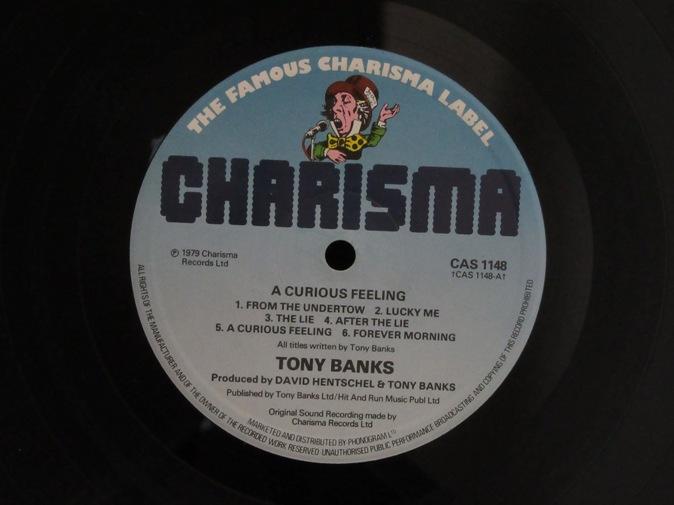 THE FAMOUS CHARISMA LABEL
CHARISMA
℗ 1979 Charisma
Records Ltd
CAS 1148
†CAS 1148-A†
A CURIOUS FEELING
1. FROM THE UNDERTOW 2. LUCKY ME
3. THE LIE 4. AFTER THE LIE
5. A CURIOUS FEELING 6. FOREVER MORNING
All titles written by Tony Banks
TONY BANKS
Produced by DAVID HENTSCHEL & TONY BANKS
Published by Tony Banks Ltd/Hit And Run Music Publ Ltd
Original Sound Recording made by
Charisma Records Ltd
MARKETED AND DISTRIBUTED BY PHONOGRAM LTD
ALL RIGHTS OF THE MANUFACTURER AND OF THE OWNER OF THE RECORDED WORK RESERVED UNAUTHORISED PUBLIC PERFORMANCE BROADCASTING AND COPYING OF THIS RECORD PROHIBITED